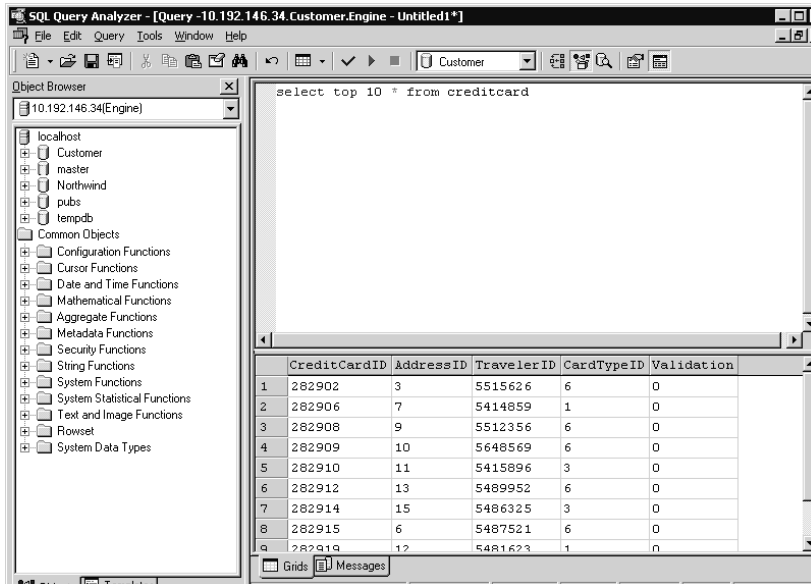 SQL Query Analyzer - [Query -10.192.146.34.Customer.Engine - Untitled1*]
File Edit Query Tools Window Help
Customer
Object Browser
10.192.146.34(Engine)
localhost
Customer
master
Northwind
pubs
tempdb
Common Objects
Configuration Functions
Cursor Functions
Date and Time Functions
Mathematical Functions
Aggregate Functions
Metadata Functions
Security Functions
String Functions
System Functions
System Statistical Functions
Text and Image Functions
Rowset
System Data Types
select top 10 * from creditcard
CreditCardID AddressID TravelerID CardTypeID Validation
1 282902 3 5515626 6 0
2 282906 7 5414859 1 0
3 282908 9 5512356 6 0
4 282909 10 5648569 6 0
5 282910 11 5415896 3 0
6 282912 13 5489952 6 0
7 282914 15 5486325 3 0
8 282915 6 5487521 6 0
9 282919 12 5481623 1 0
Grids Messages